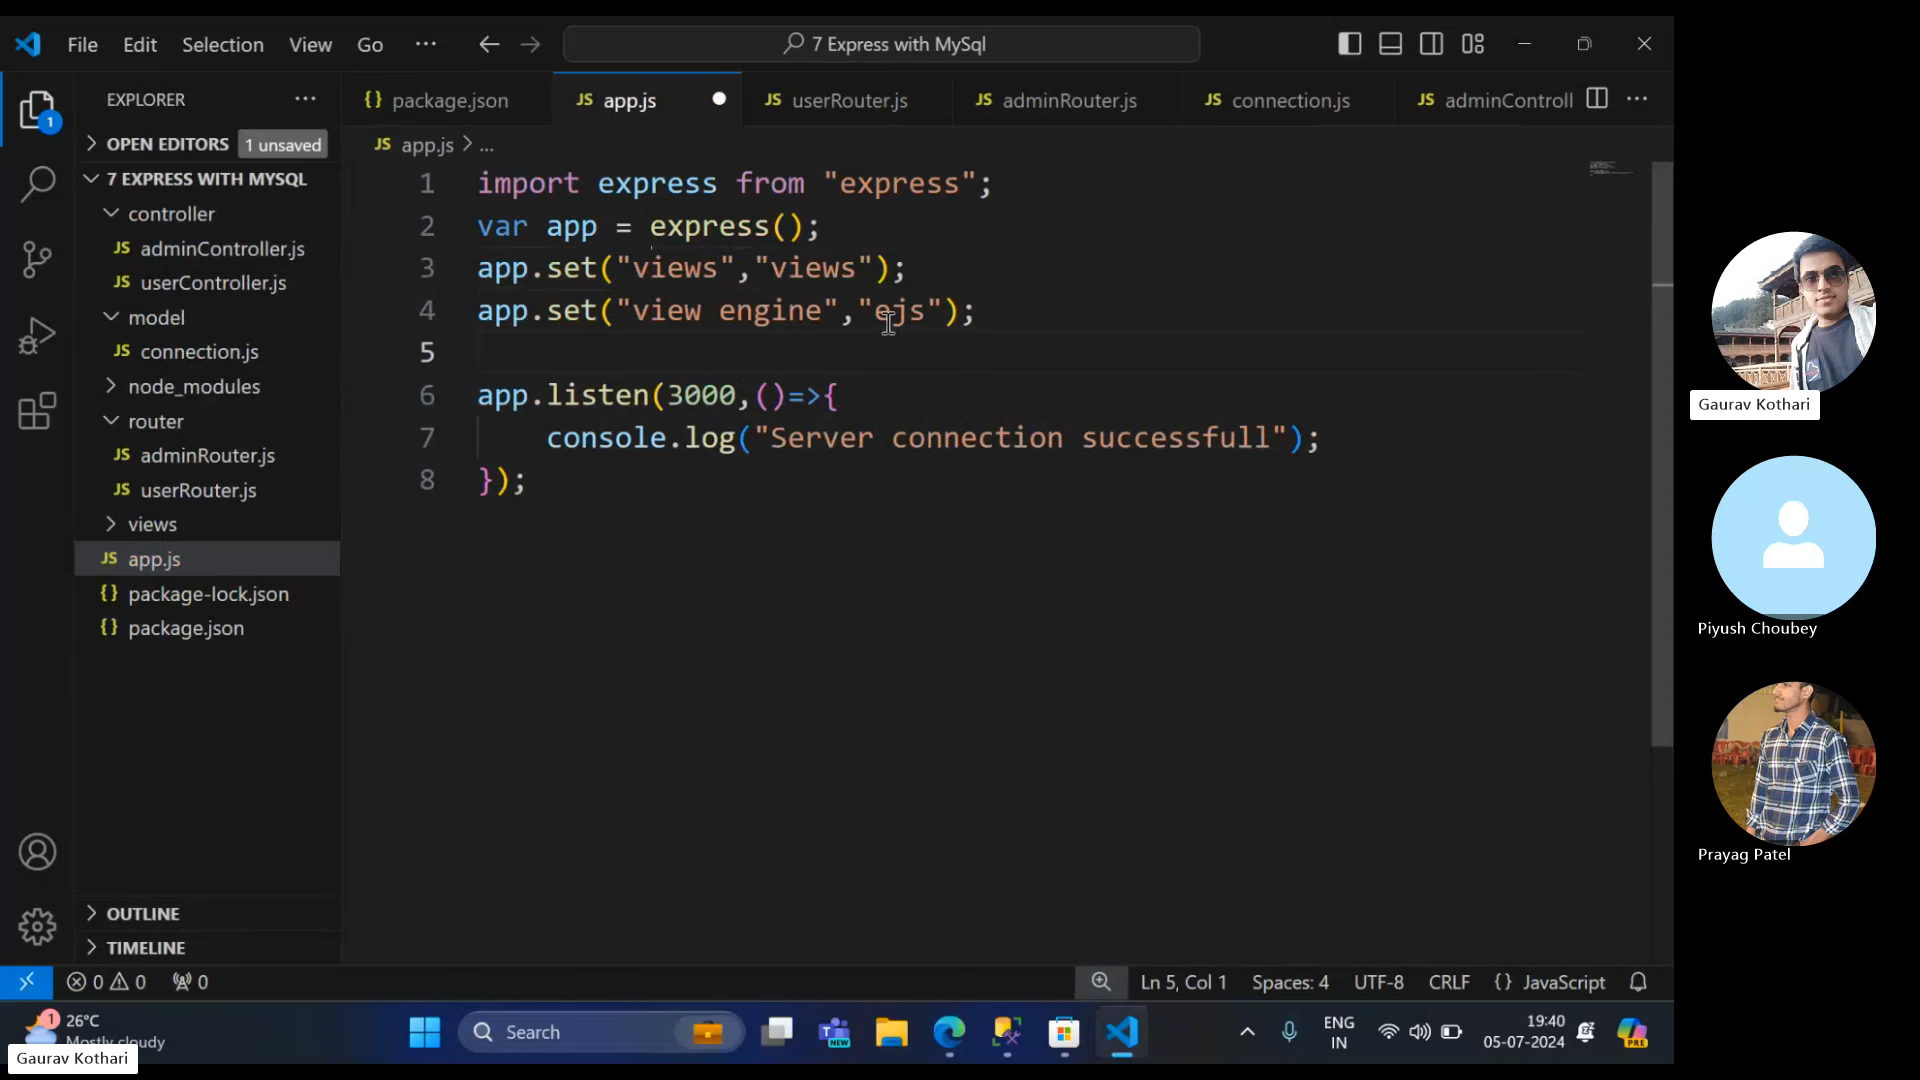 File Edit Selection View Go ··· 7 Express with MySql
EXPLORER ···
1
OPEN EDITORS 1 unsaved
7 EXPRESS WITH MYSQL
controller
JS adminController.js
JS userController.js
model
JS connection.js
node_modules
router
JS adminRouter.js
JS userRouter.js
views
JS app.js
{} package-lock.json
{} package.json
OUTLINE
TIMELINE
{} package.json JS app.js JS userRouter.js JS adminRouter.js JS connection.js JS adminControll ···
JS app.js > ...
1 import express from "express";
2 var app = express();
3 app.set("views","views");
4 app.set("view engine","ejs");
5
6 app.listen(3000,()=>{
7 console.log("Server connection successfull");
8 });
0 0 0 Ln 5, Col 1 Spaces: 4 UTF-8 CRLF {} JavaScript
1 26°C
Mostly cloudy
Search
NEW
ENG
IN
19:40
05-07-2024
PRE
Gaurav Kothari
Gaurav Kothari
Piyush Choubey
Prayag Patel